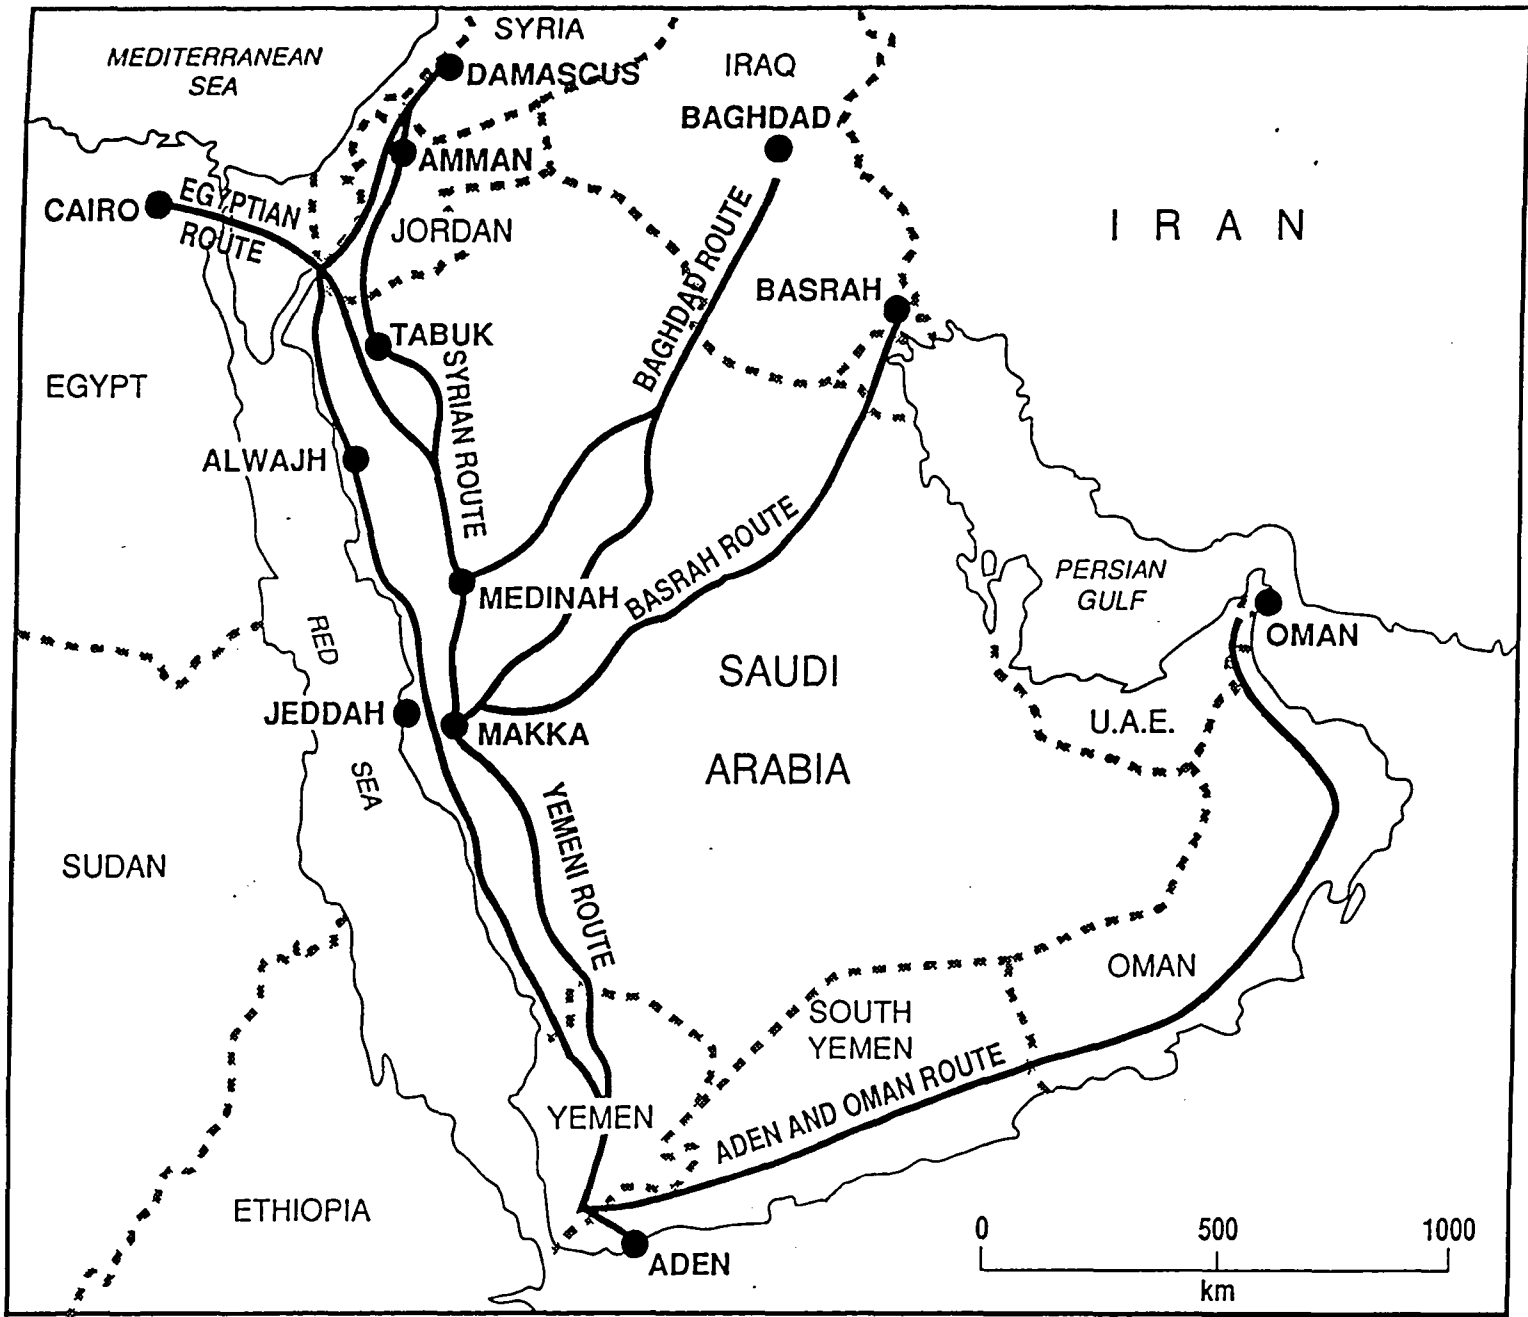 SYRIA
MEDITERRANEAN
SEA
DAMASCUS
IRAQ
BAGHDAD
AMMAN
CAIRO
EGYPTIAN
ROUTE
JORDAN
IRAN
BAGHDAD ROUTE
BASRAH
TABUK
EGYPT
SYRIAN ROUTE
ALWAJH
BASRAH ROUTE
PERSIAN
GULF
MEDINAH
OMAN
RED
SEA
SAUDI
ARABIA
JEDDAH
MAKKA
U.A.E.
YEMENI ROUTE
SUDAN
OMAN
SOUTH
YEMEN
ADEN AND OMAN ROUTE
YEMEN
ETHIOPIA
ADEN
0 500 1000
km